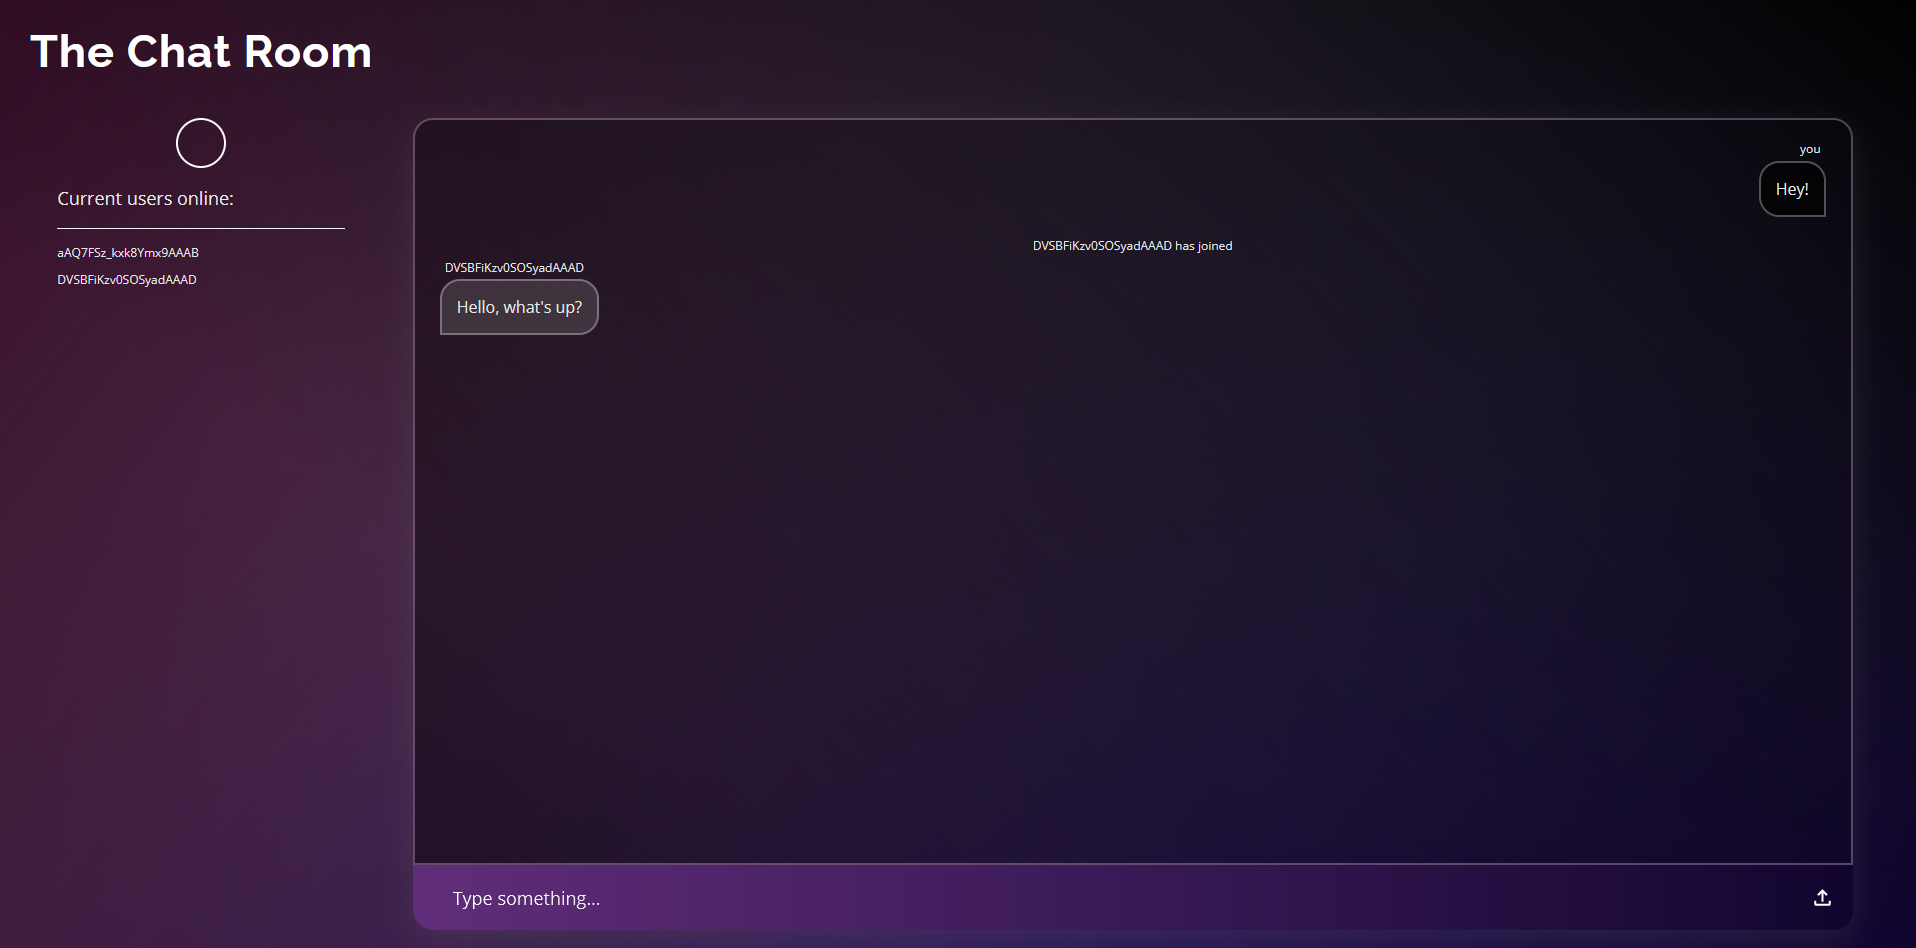 The Chat Room
Current users online:
aAQ7FSz_kxk8Ymx9AAAB
DVSBFiKzv0SOSyadAAAD
you
Hey!
DVSBFiKzv0SOSyadAAAD has joined
DVSBFiKzv0SOSyadAAAD
Hello, what's up?
Type something...